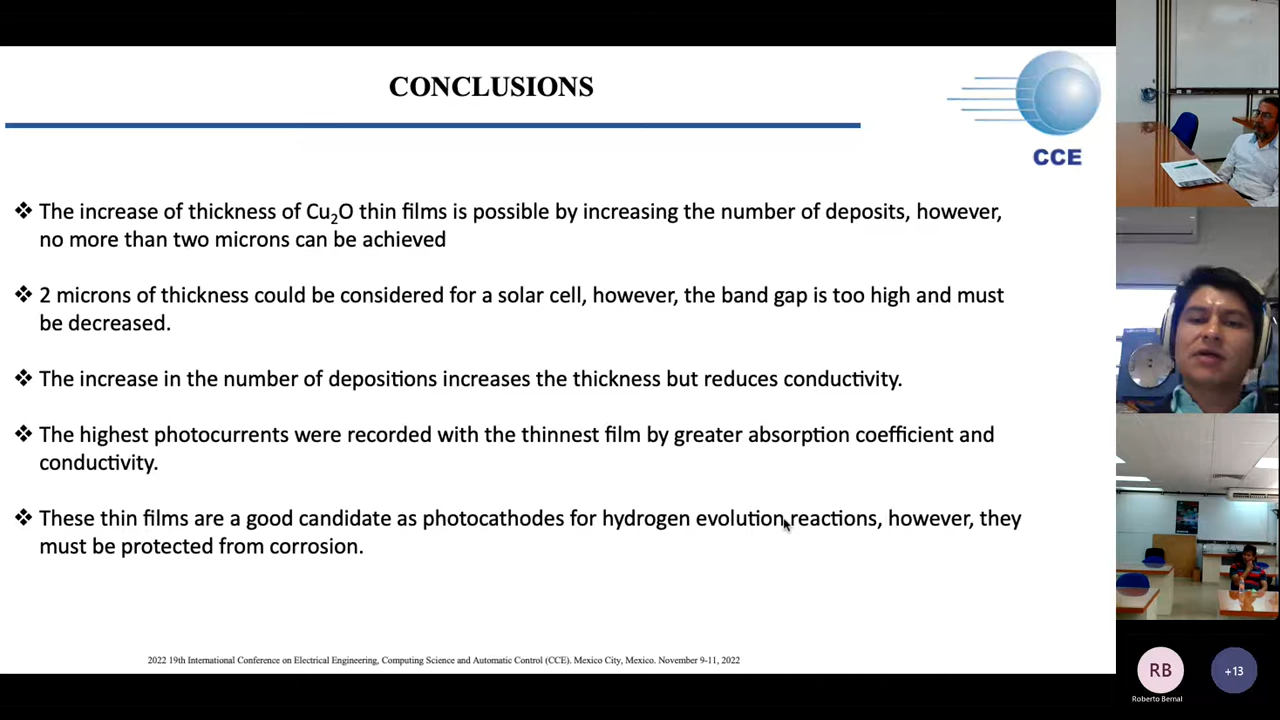 CONCLUSIONS
CCE
❖ The increase of thickness of Cu₂O thin films is possible by increasing the number of deposits, however,
no more than two microns can be achieved
❖ 2 microns of thickness could be considered for a solar cell, however, the band gap is too high and must
be decreased.
❖ The increase in the number of depositions increases the thickness but reduces conductivity.
❖ The highest photocurrents were recorded with the thinnest film by greater absorption coefficient and
conductivity.
❖ These thin films are a good candidate as photocathodes for hydrogen evolution reactions, however, they
must be protected from corrosion.
2022 19th International Conference on Electrical Engineering, Computing Science and Automatic Control (CCE). Mexico City, Mexico. November 9-11, 2022
RB
Roberto Bernal
+13